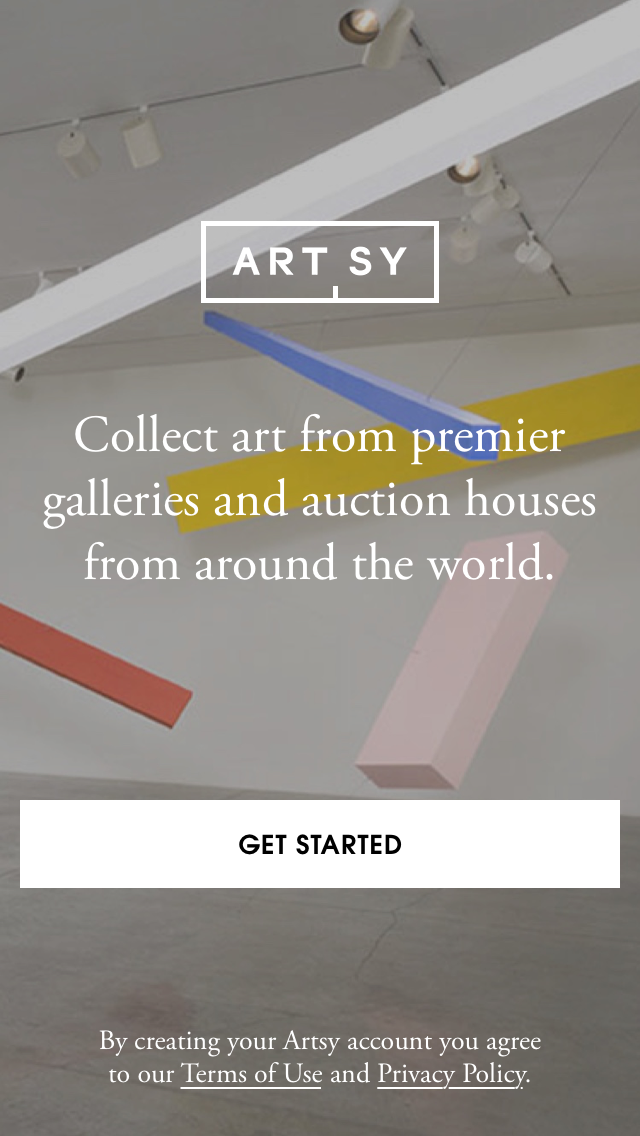 ARTSY
Collect art from premier
galleries and auction houses
from around the world.
GET STARTED
By creating your Artsy account you agree
to our Terms of Use and Privacy Policy.